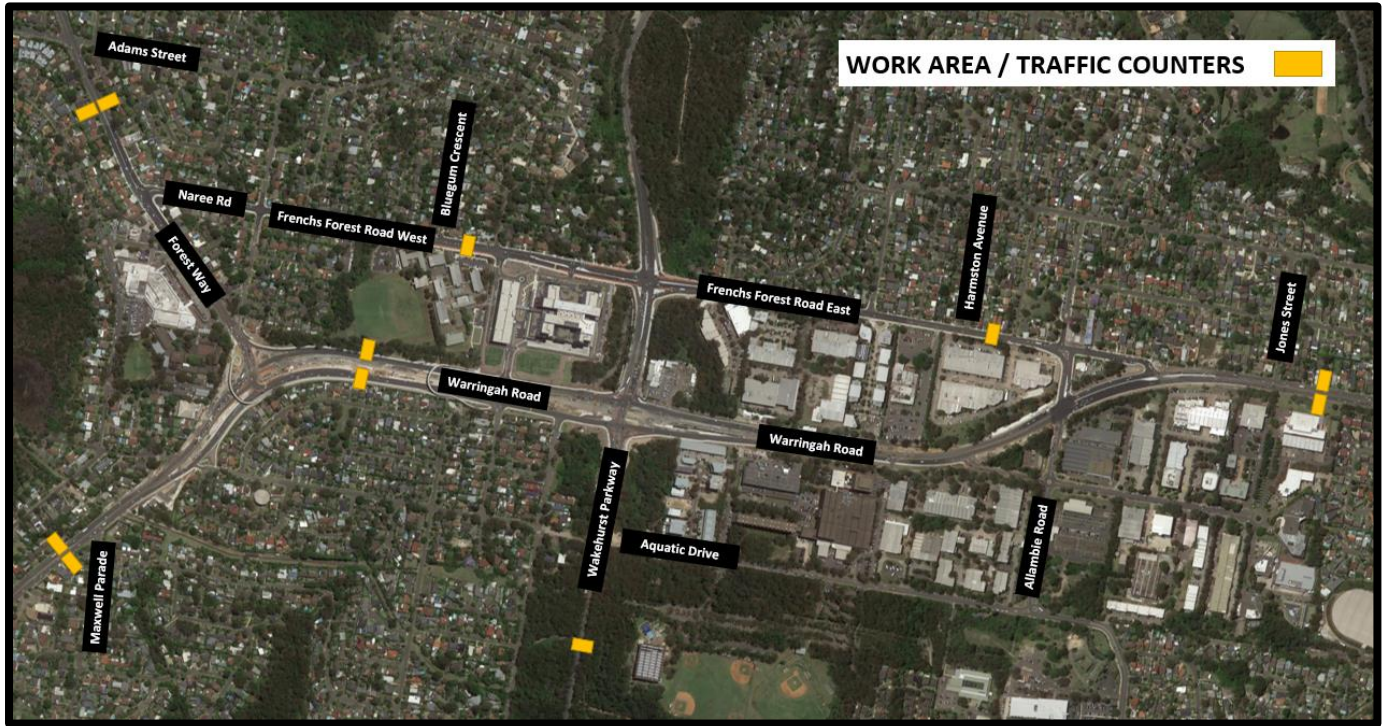 Adams Street
WORK AREA / TRAFFIC COUNTERS
Bluegum Crescent
Naree Rd
Frenchs Forest Road West
Forest Way
Harmston Avenue
Frenchs Forest Road East
Jones Street
Warringah Road
Warringah Road
Wakehurst Parkway
Allambie Road
Aquatic Drive
Maxwell Parade